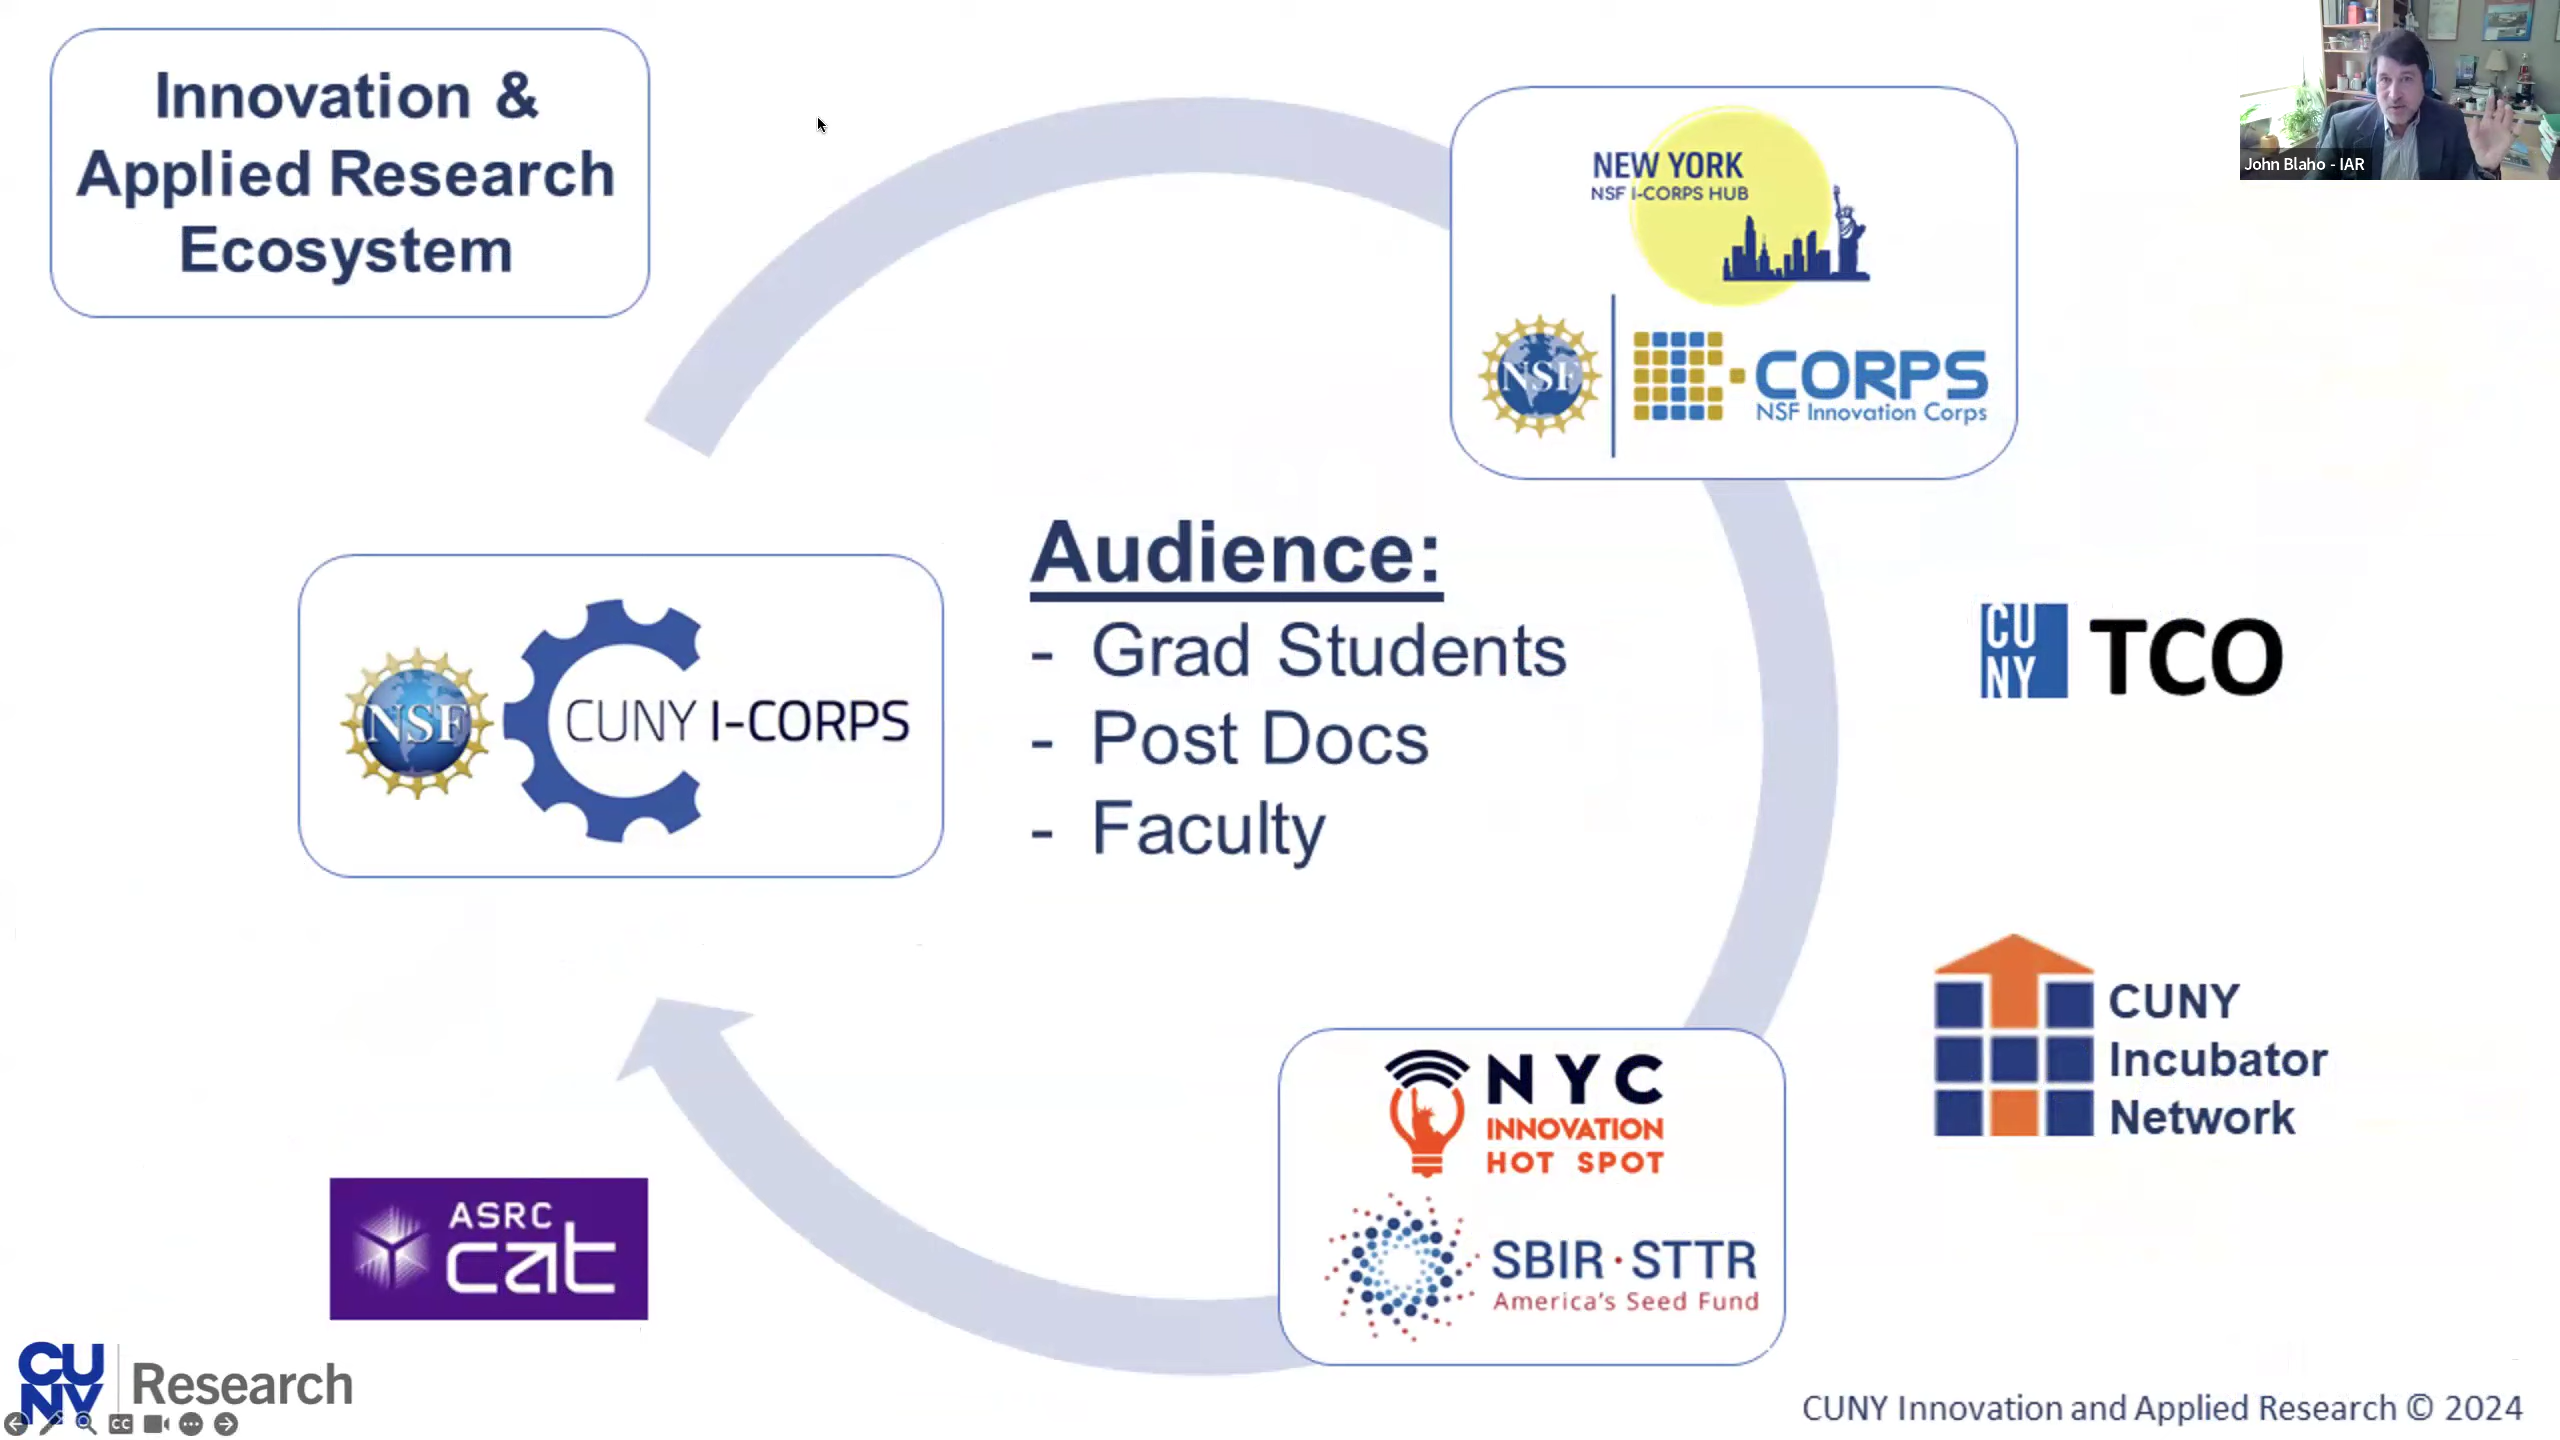 Innovation &
Applied Research
Ecosystem
NEW YORK
NSF I-CORPS HUB
NSF
I-CORPS
NSF Innovation Corps
John Blaho - IAR
Audience:
- Grad Students
- Post Docs
- Faculty
NSF
CUNY I-CORPS
CU
NY
TCO
CUNY
Incubator
Network
NYC
INNOVATION
HOT SPOT
SBIR·STTR
America's Seed Fund
ASRC
cat
CU
NY
Research
CC
CUNY Innovation and Applied Research © 2024